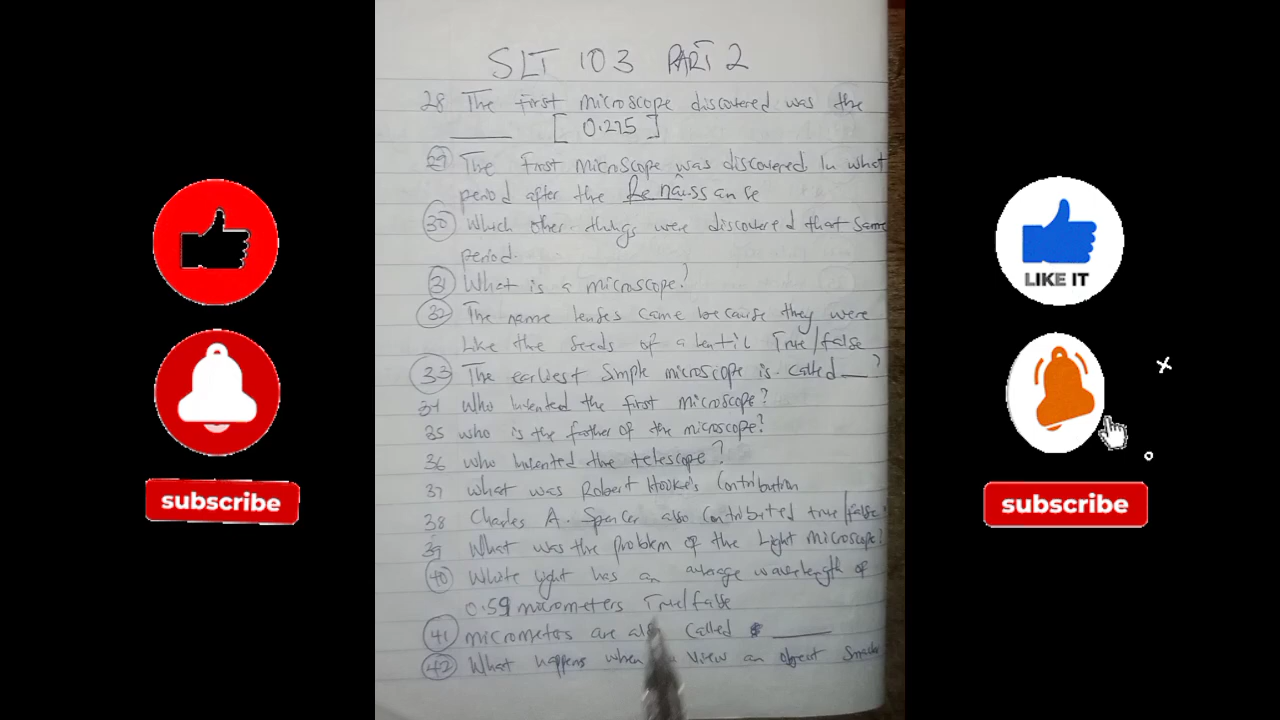 SLT 103 PART 2
28 The first microscope discovered was the
____ [0.275]
29 The First microscope was discovered In what
period after the Renaussanse
30 Which other things were discovered that same
period.
31 What is a microscope?
32 The name lenses came because they were
Like the seeds of a lentil True/false
33 The earliest Simple microscope is called ___?
34 Who Invented the first microscope?
35 who is the father of the microscope?
36 who Invented the telescope?
37 what was Robert Hooke's Contribution
38 Charles A. Spencer also Contributed true/false?
39 What was the problem of the Light microscope?
40 White light has an average wavelength of
0.59 micrometers True/false
41 micrometers are also called ____
42 What happens when view an object
LIKE IT
subscribe
subscribe